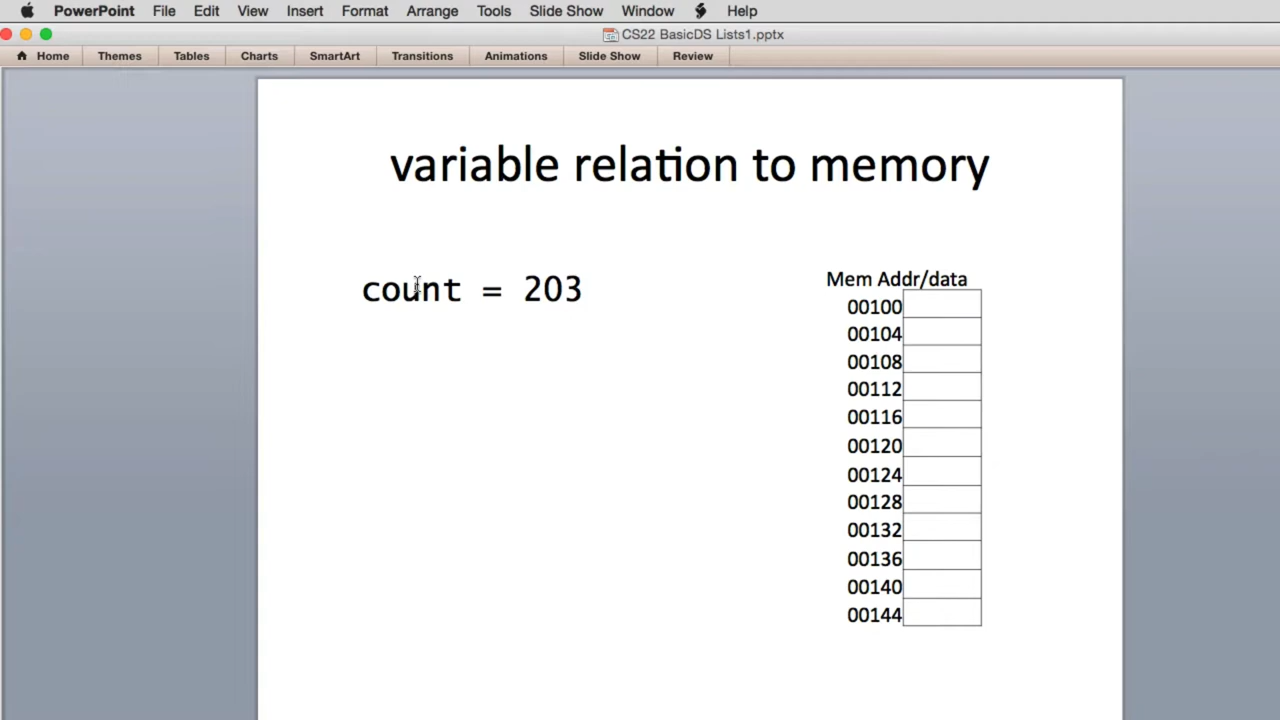 PowerPoint File Edit View Insert Format Arrange Tools Slide Show Window Help
CS22 BasicDS Lists1.pptx
Home Themes Tables Charts SmartArt Transitions Animations Slide Show Review
variable relation to memory
count = 203
Mem Addr/data
00100
00104
00108
00112
00116
00120
00124
00128
00132
00136
00140
00144